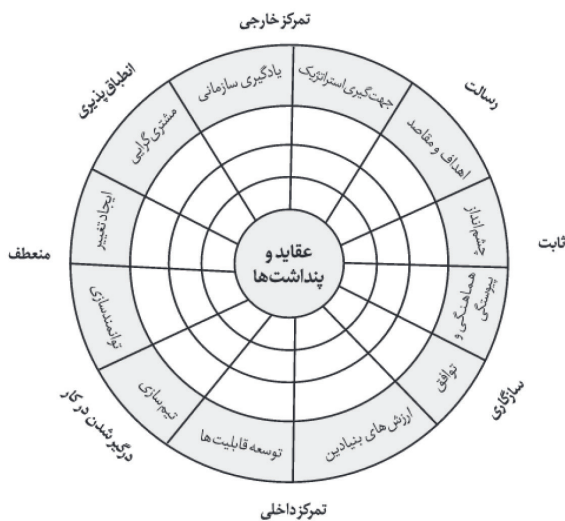 تمرکز خارجی
رسالت
ثابت
سازگاری
تمرکز داخلی
درگیر شدن در کار
منعطف
انطباق‌پذیری
جهت‌گیری استراتژیک
اهداف و مقاصد
چشم‌انداز
هماهنگی و
پیوستگی
توافق
ارزش‌های بنیادین
توسعه قابلیت‌ها
تیم‌سازی
توانمندسازی
ایجاد تغییر
مشتری‌گرایی
یادگیری سازمانی
عقاید و
پنداشت‌ها